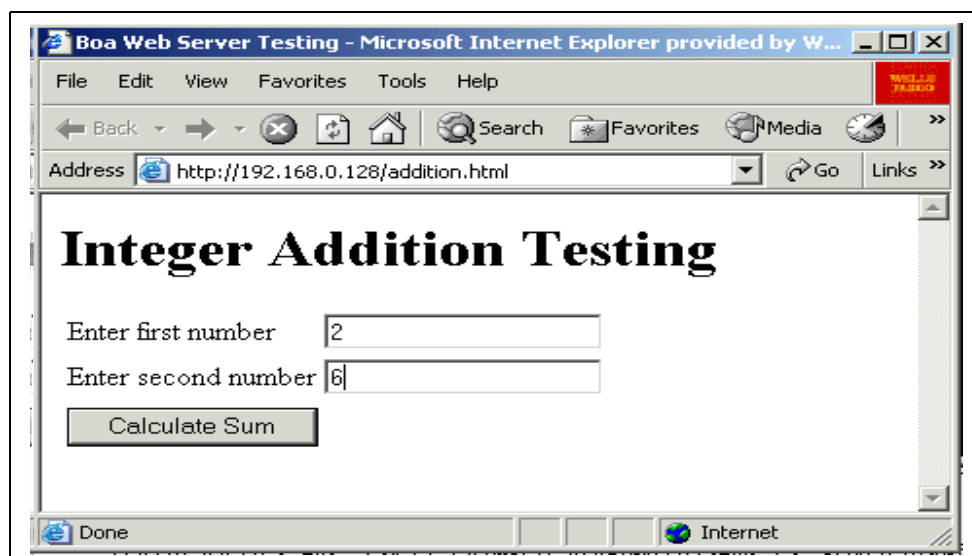 Boa Web Server Testing - Microsoft Internet Explorer provided by W...
File Edit View Favorites Tools Help
WELLS FARGO
Back Search Favorites Media »
Address http://192.168.0.128/addition.html Go Links »
Integer Addition Testing
Enter first number 2
Enter second number 6
Calculate Sum
Done Internet